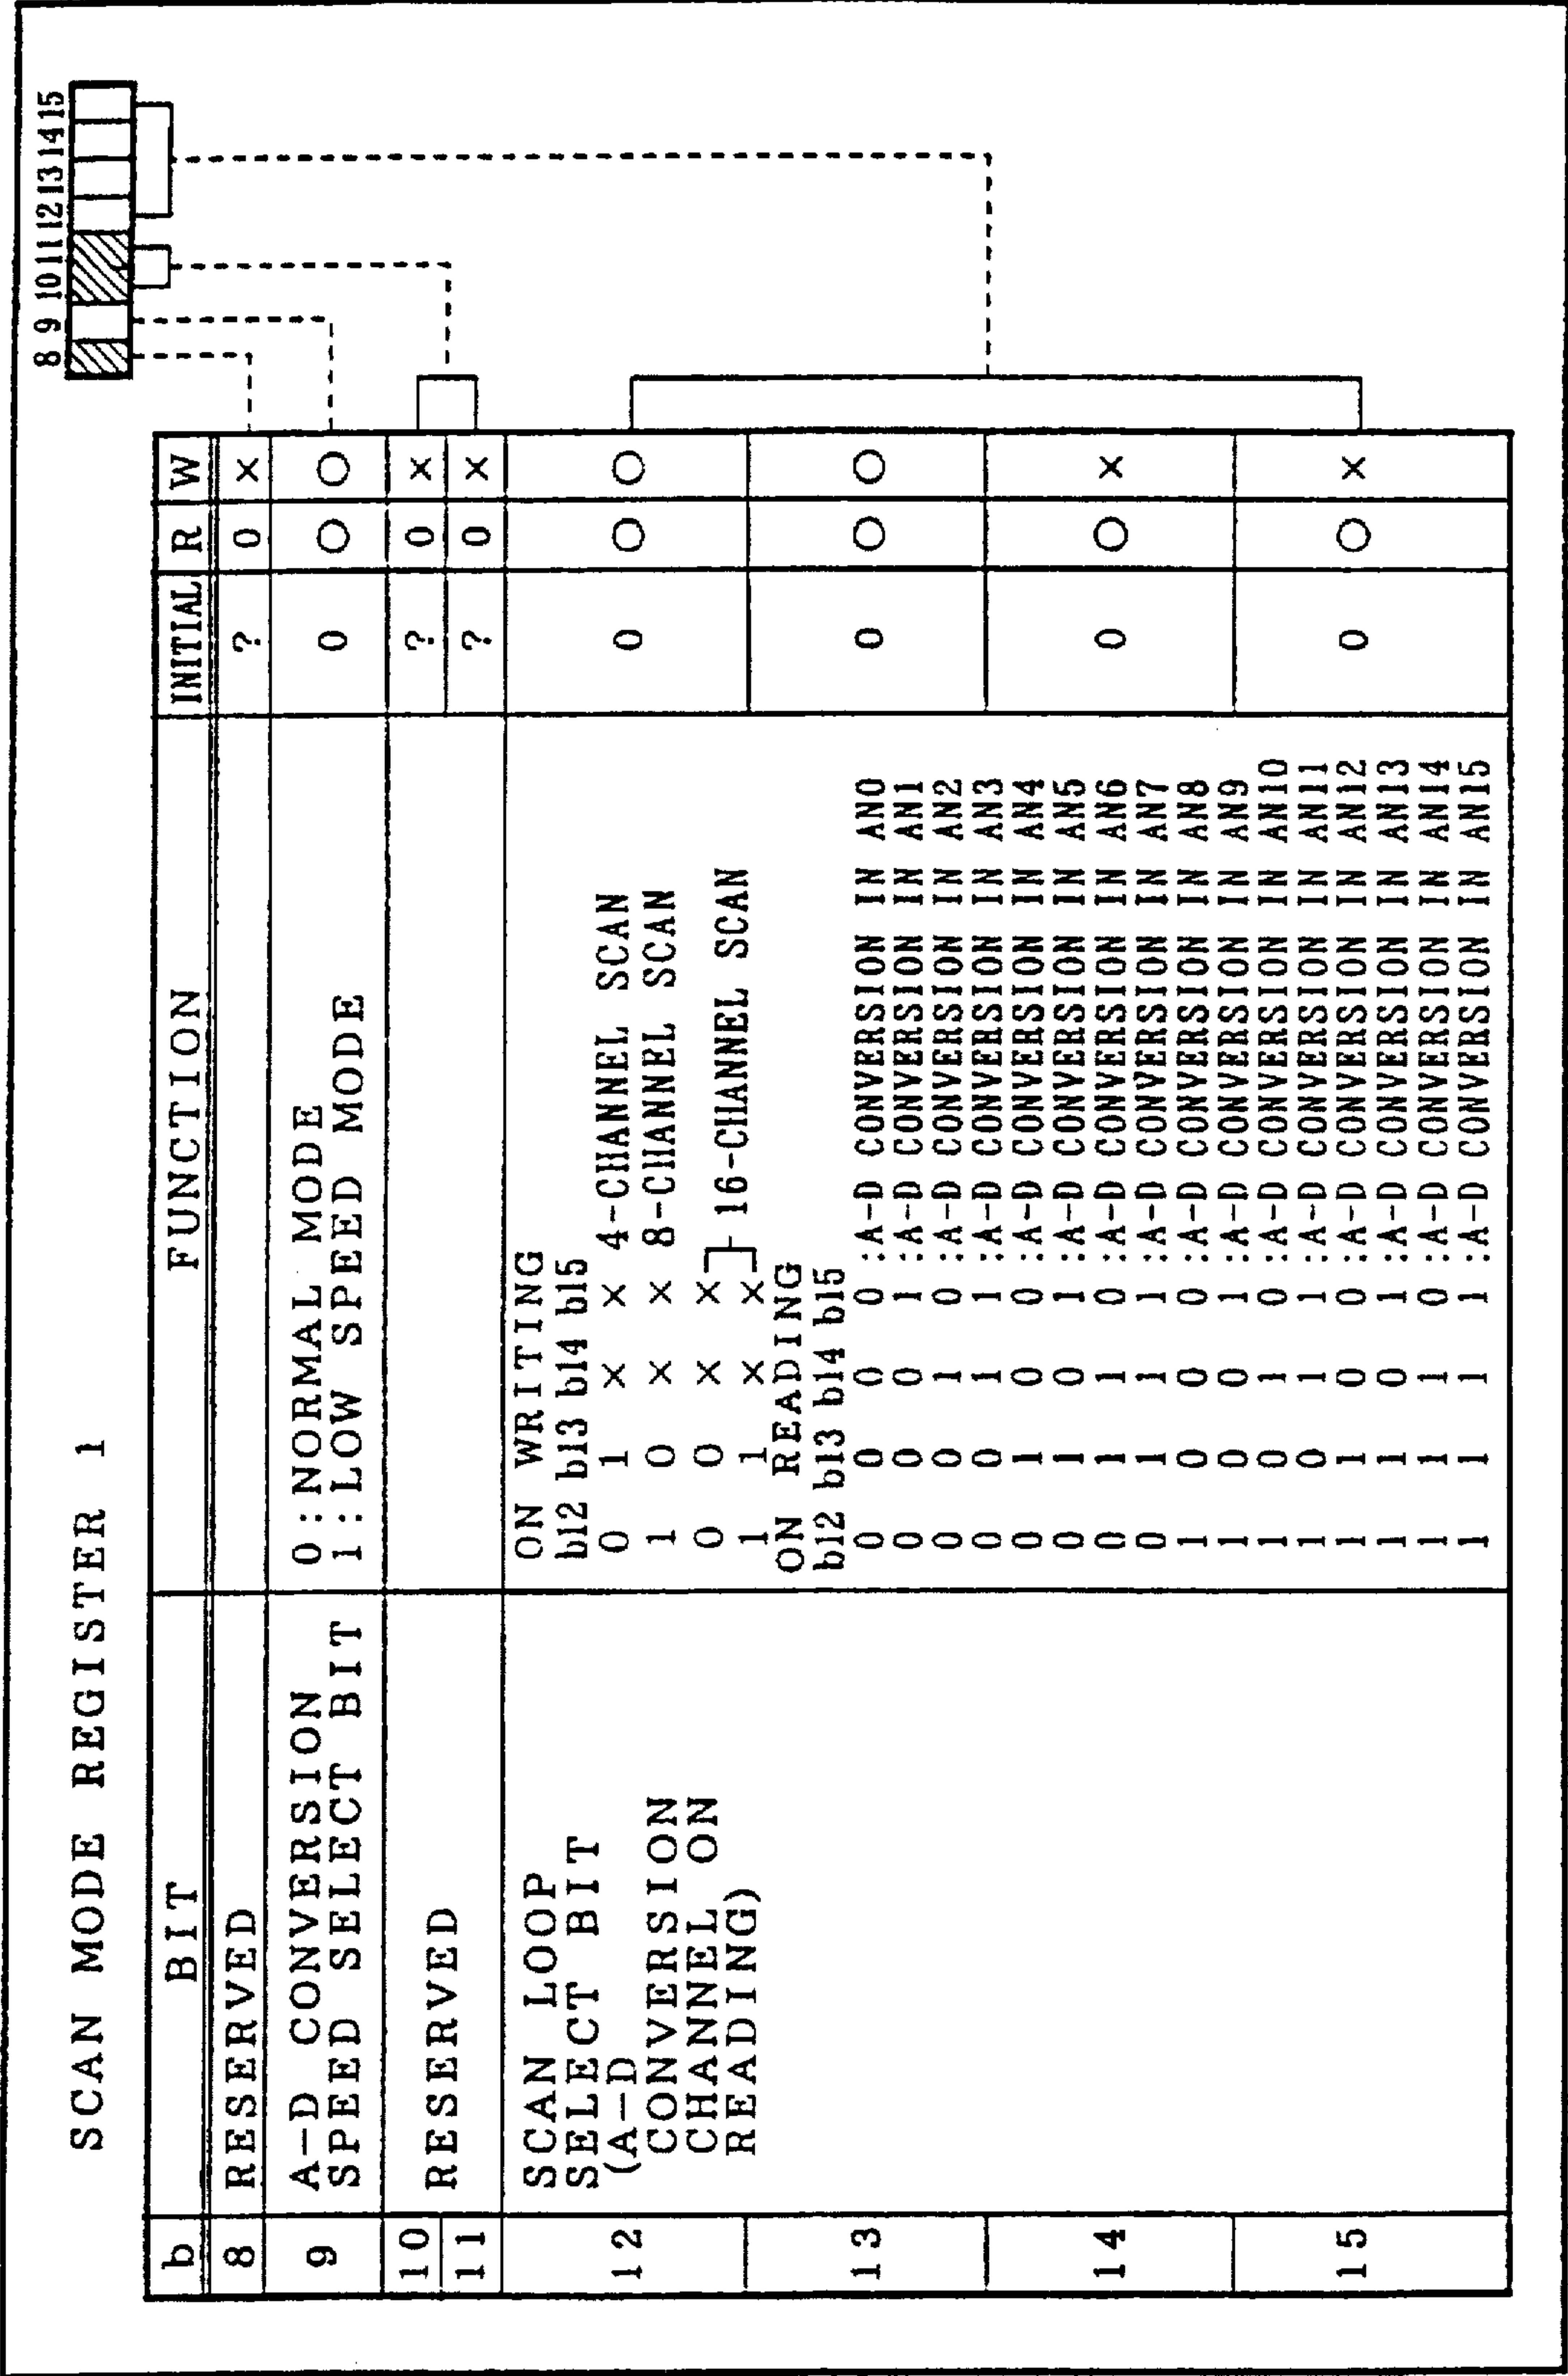 SCAN MODE REGISTER 1
8 9 10 11 12 13 14 15
b BIT FUNCTION INITIAL R W
8 RESERVED ? 0 ×
9 A-D CONVERSION SPEED SELECT BIT 0:NORMAL MODE 0 ○ ○
1:LOW SPEED MODE
10 RESERVED ? 0 ×
11 ? 0 ×
12 0 ○ ○
13 0 ○ ○
14 0 ○ ×
15 0 ○ ×
SCAN LOOP
SELECT BIT
(A-D
CONVERSION
CHANNEL ON
READING)
ON WRITING
b12 b13 b14 b15
0 1 × × 4-CHANNEL SCAN
1 0 × × 8-CHANNEL SCAN
0 0 × ×
16-CHANNEL SCAN
1 1 × ×
ON READING
b12 b13 b14 b15
0 0 0 0 :A-D CONVERSION IN AN0
0 0 0 1 :A-D CONVERSION IN AN1
0 0 1 0 :A-D CONVERSION IN AN2
0 0 1 1 :A-D CONVERSION IN AN3
0 1 0 0 :A-D CONVERSION IN AN4
0 1 0 1 :A-D CONVERSION IN AN5
0 1 1 0 :A-D CONVERSION IN AN6
0 1 1 1 :A-D CONVERSION IN AN7
1 0 0 0 :A-D CONVERSION IN AN8
1 0 0 1 :A-D CONVERSION IN AN9
1 0 1 0 :A-D CONVERSION IN AN10
1 0 1 1 :A-D CONVERSION IN AN11
1 1 0 0 :A-D CONVERSION IN AN12
1 1 0 1 :A-D CONVERSION IN AN13
1 1 1 0 :A-D CONVERSION IN AN14
1 1 1 1 :A-D CONVERSION IN AN15